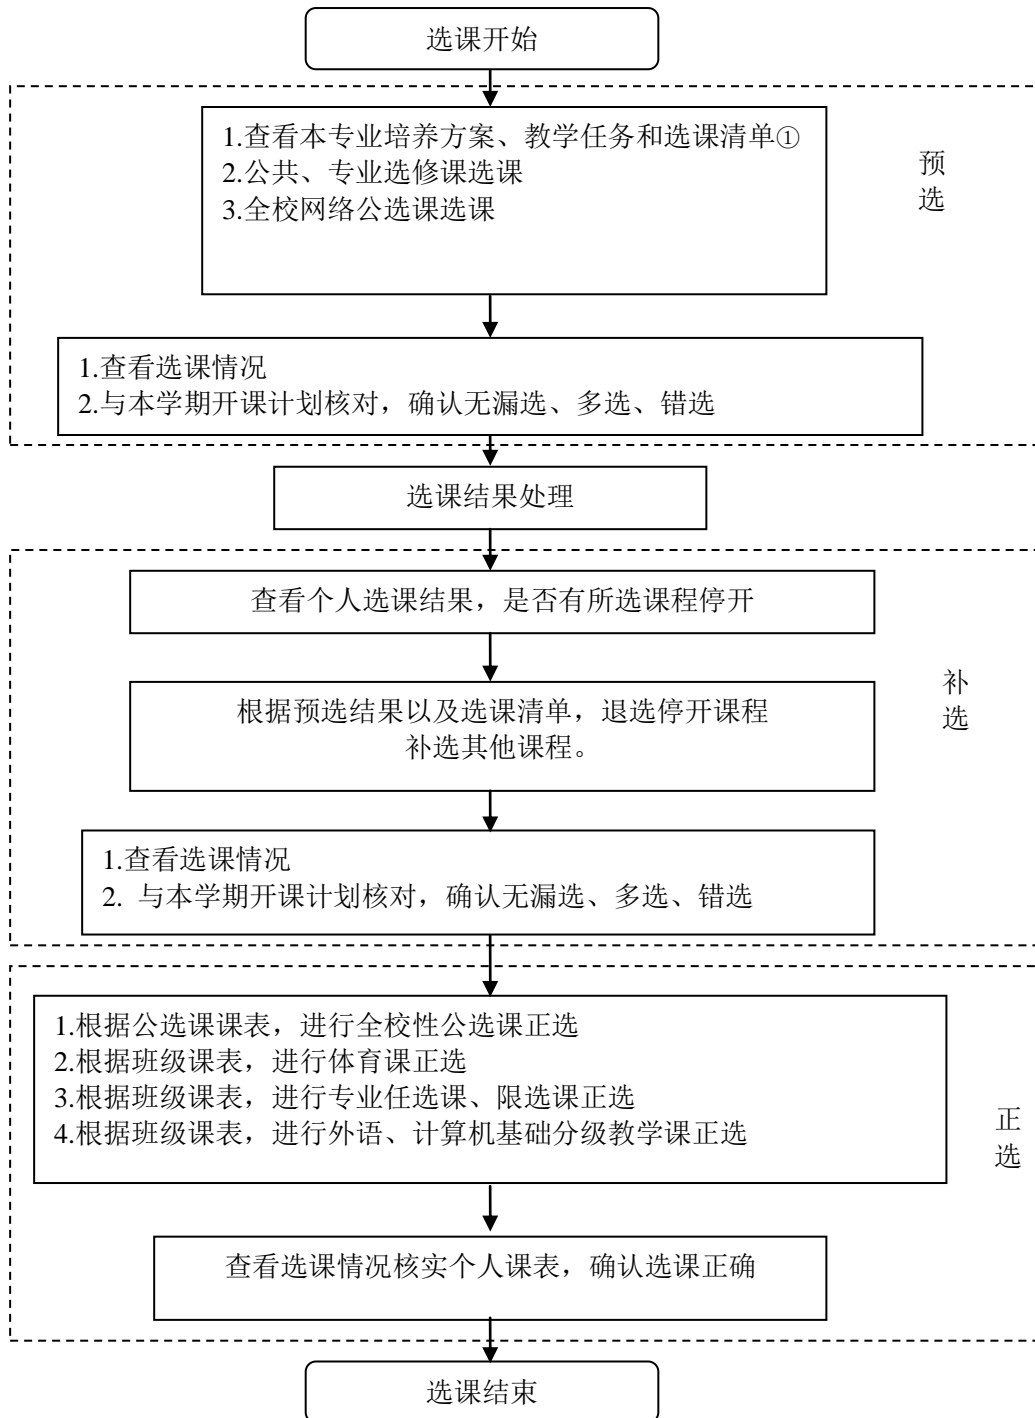 选课开始
1.查看本专业培养方案、教学任务和选课清单①
2.公共、专业选修课选课
3.全校网络公选课选课
预
选
1.查看选课情况
2.与本学期开课计划核对，确认无漏选、多选、错选
选课结果处理
查看个人选课结果，是否有所选课程停开
根据预选结果以及选课清单，退选停开课程
补选其他课程。
补
选
1.查看选课情况
2. 与本学期开课计划核对，确认无漏选、多选、错选
1.根据公选课课表，进行全校性公选课正选
2.根据班级课表，进行体育课正选
3.根据班级课表，进行专业任选课、限选课正选
4.根据班级课表，进行外语、计算机基础分级教学课正选
正
选
查看选课情况核实个人课表，确认选课正确
选课结束